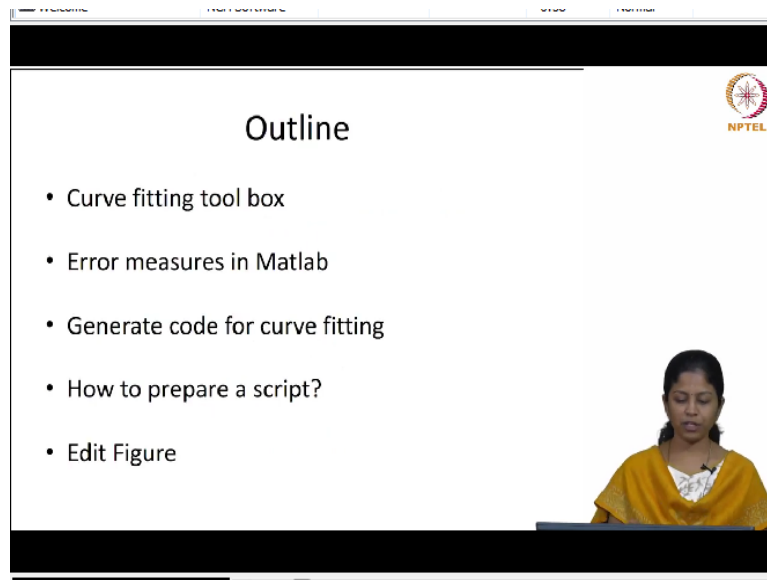 Outline
NPTEL
• Curve fitting tool box
• Error measures in Matlab
• Generate code for curve fitting
• How to prepare a script?
• Edit Figure